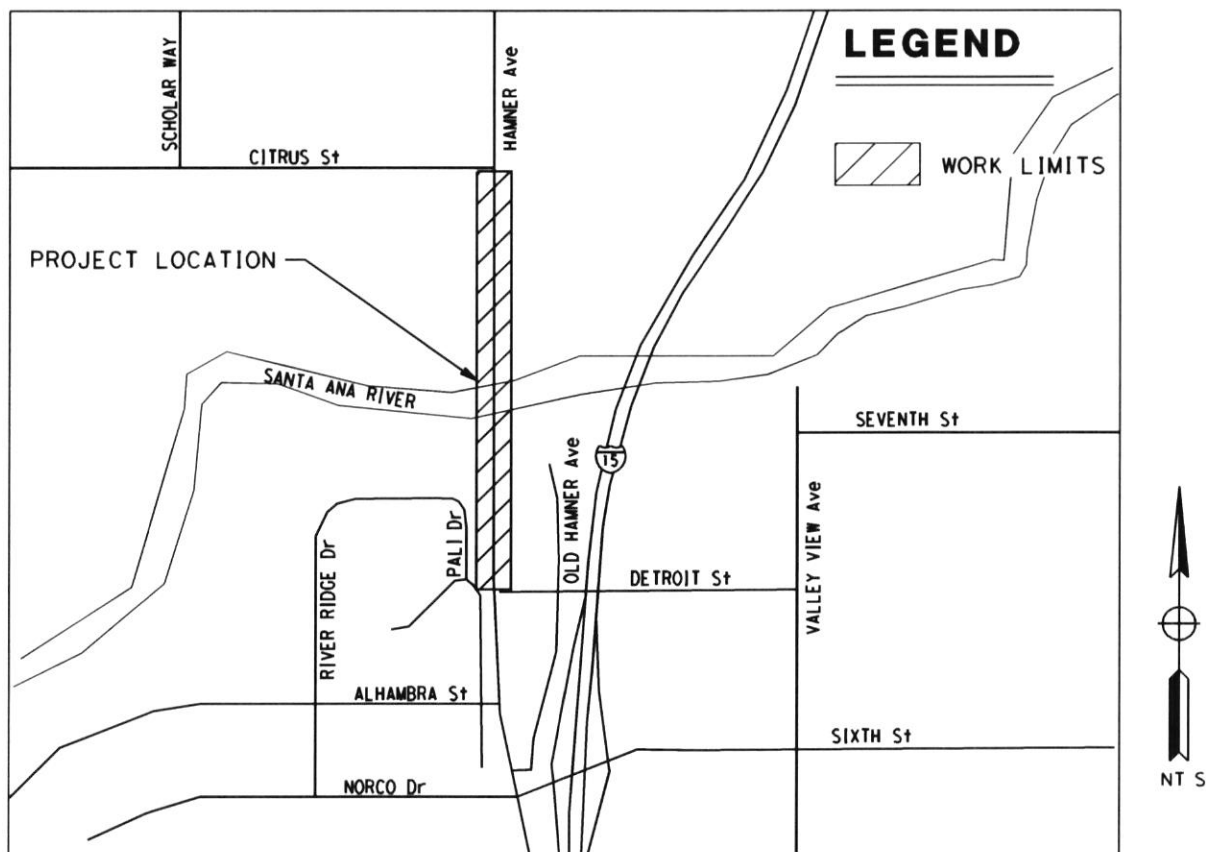 LEGEND
SCHOLAR WAY
HAMNER Ave
CITRUS St
WORK LIMITS
PROJECT LOCATION
SANTA ANA RIVER
SEVENTH St
15
OLD HAMNER Ave
VALLEY VIEW Ave
PALI Dr
DETROIT St
RIVER RIDGE Dr
ALHAMBRA St
SIXTH St
NORCO Dr
NT S